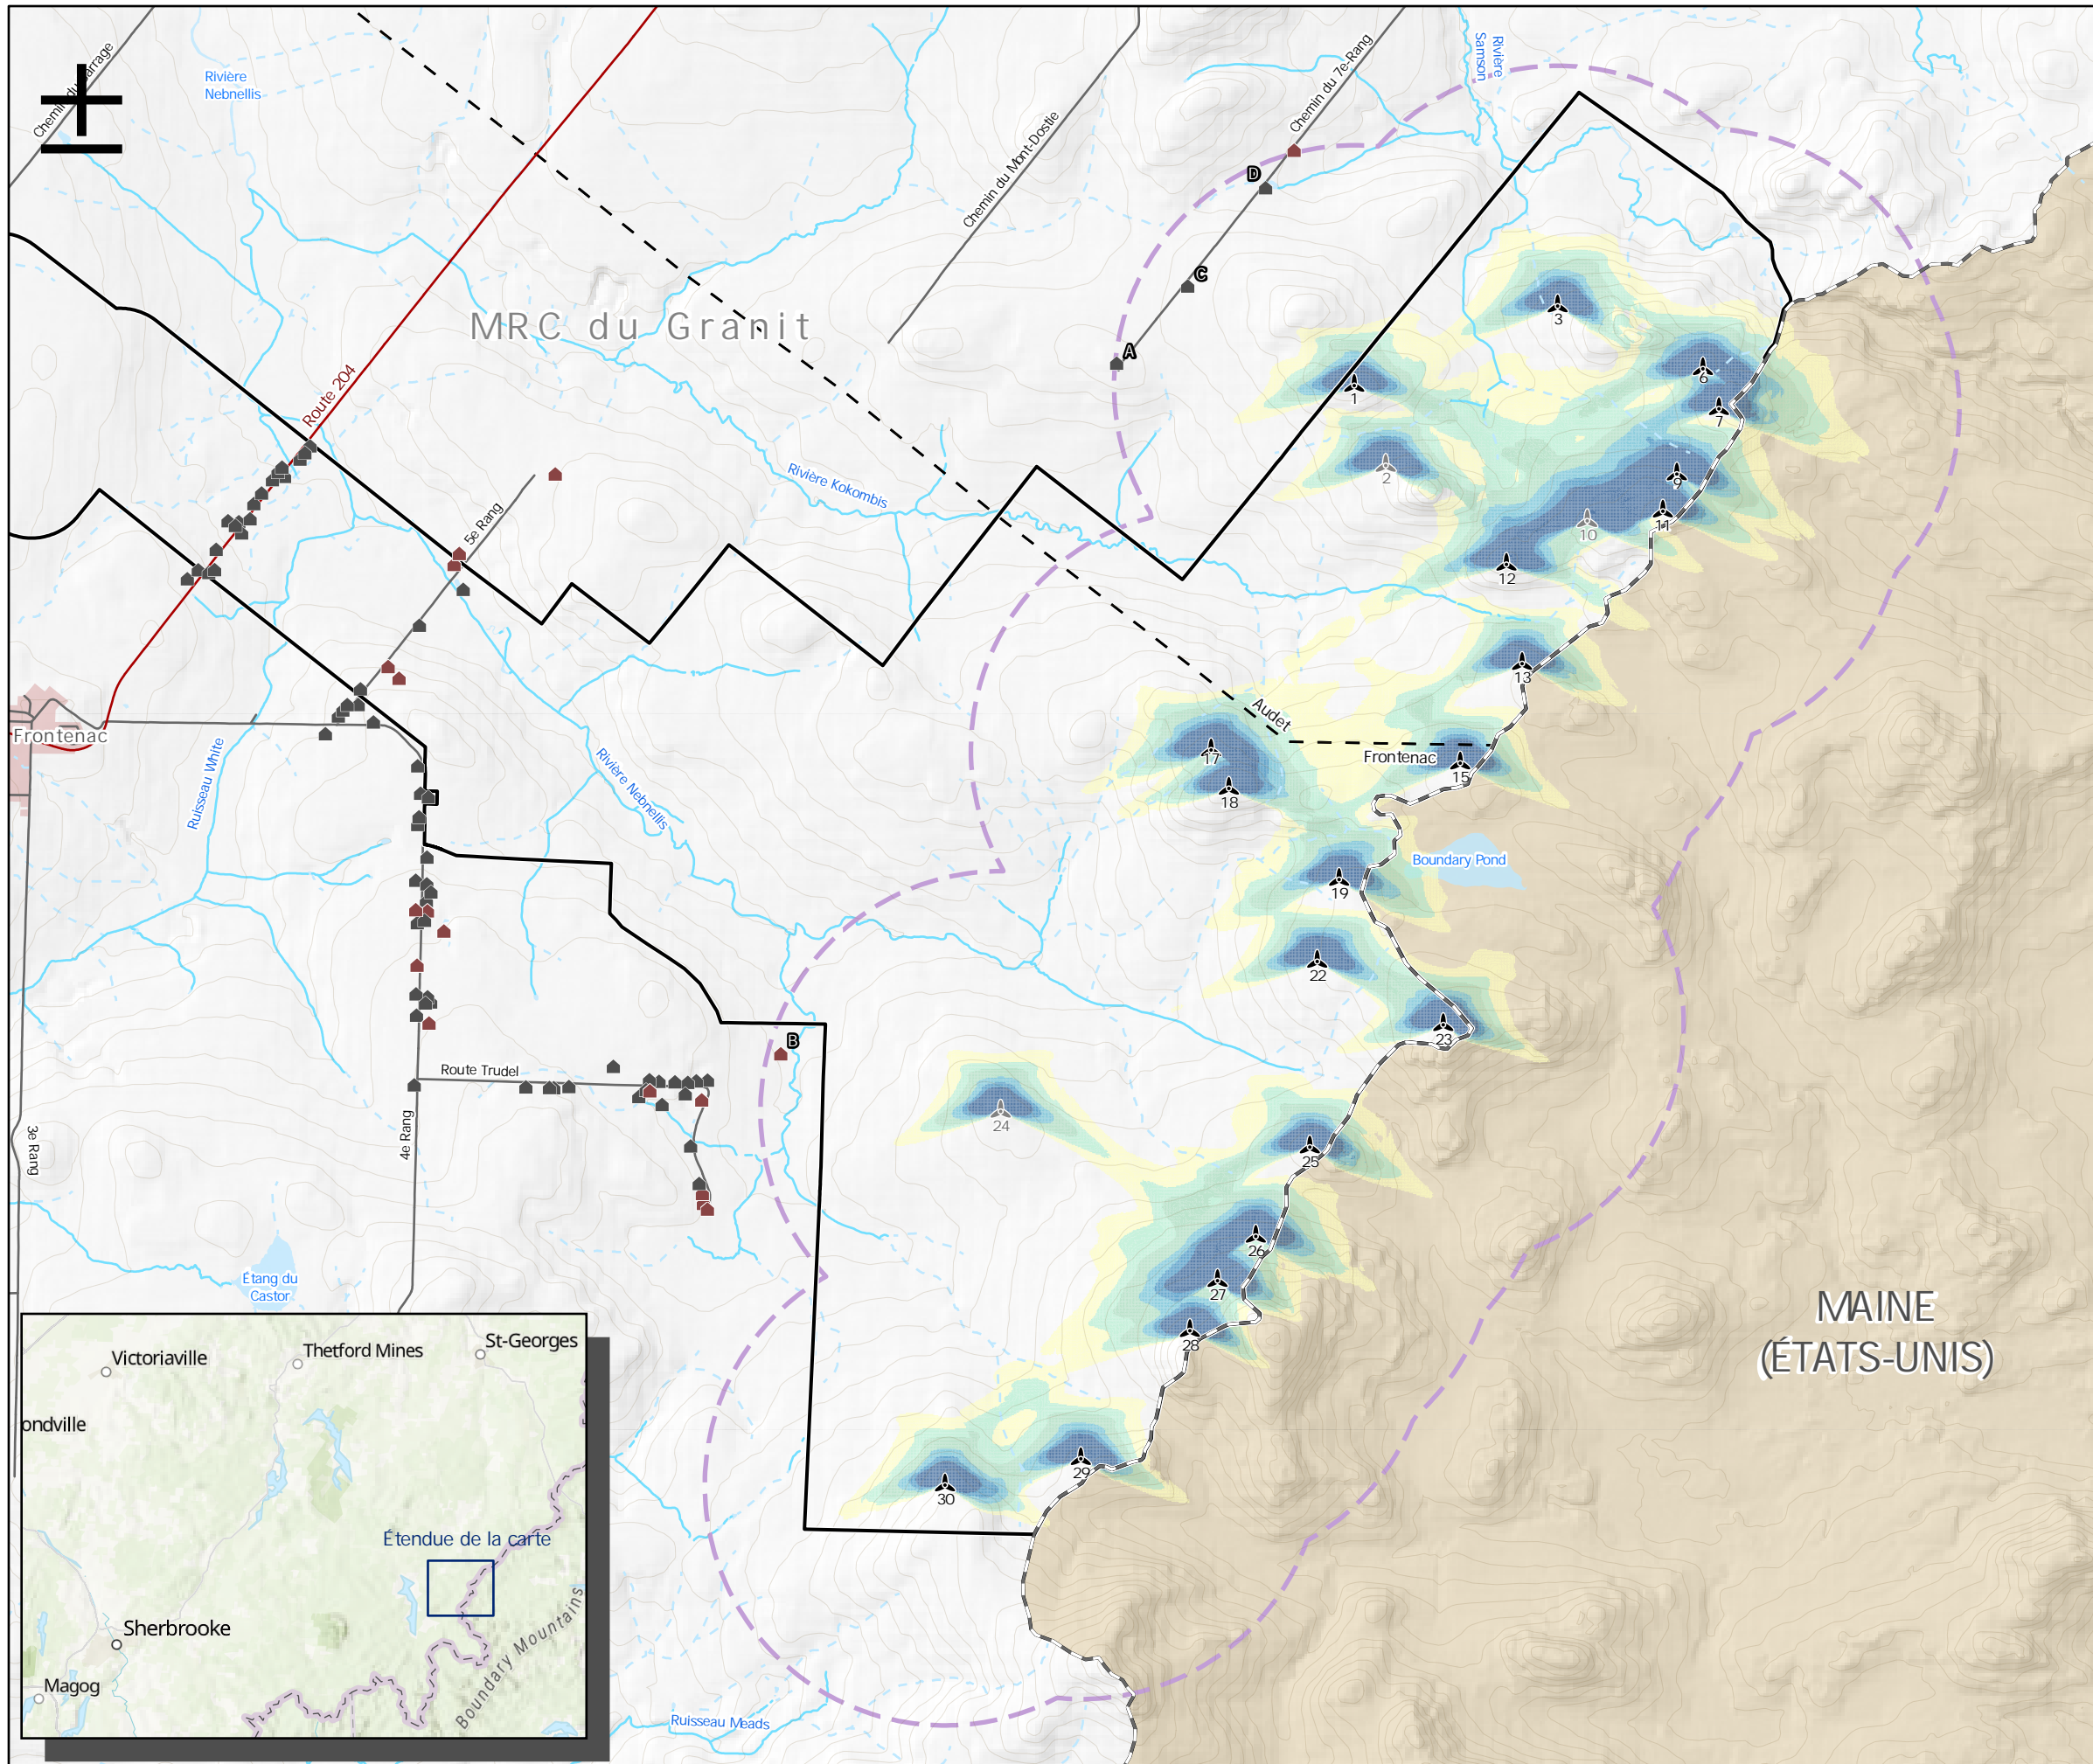 Chemin du Barrage
Rivière
Nebnellis
Chemin du Mont-Dostie
Chemin du 7e-Rang
Rivière
Samson
D
C
A
MRC du Granit
Route 204
5e Rang
Rivière Kokombis
3
1
2
6
7
9
10
11
12
13
Audet
Frontenac
15
17
18
Frontenac
Ruisseau White
Rivière Nebnellis
Boundary Pond
19
22
23
B
Route Trudel
4e Rang
3e Rang
24
25
26
27
28
29
30
Étang du
Castor
MAINE
(ÉTATS-UNIS)
Victoriaville
Thetford Mines
St-Georges
ondville
Étendue de la carte
Sherbrooke
Magog
Boundary Mountains
Ruisseau Meads